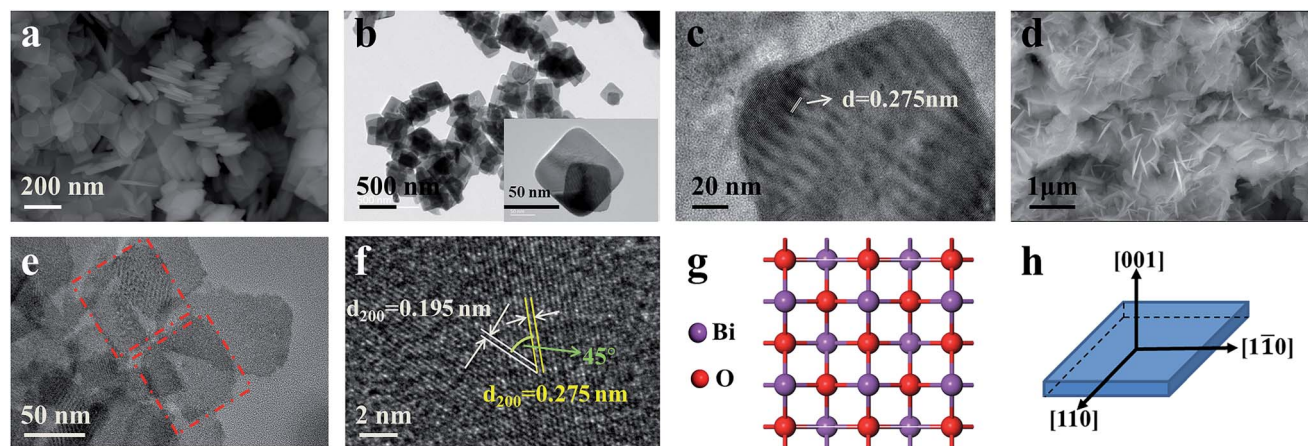 a
200 nm
b
500 nm
50 nm
c
d=0.275nm
20 nm
d
1μm
e
50 nm
f
d200=0.195 nm
45°
d200=0.275 nm
2 nm
g
Bi
O
h
[001]
[11̅0]
[110]